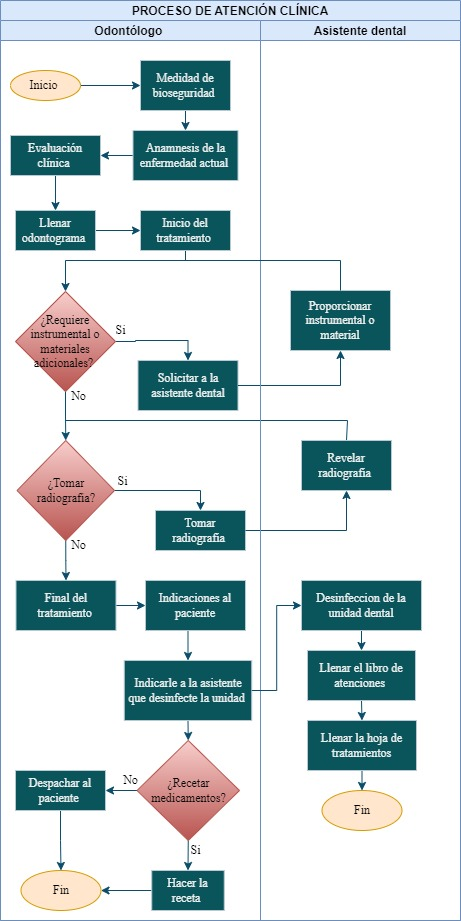 PROCESO DE ATENCIÓN CLÍNICA
Odontólogo
Asistente dental
Inicio
Medidad de
bioseguridad
Evaluación
clínica
Anamnesis de la
enfermedad actual
Llenar
odontograma
Inicio del
tratamiento
¿Requiere
instrumental o
materiales
adicionales?
Si
Proporcionar
instrumental o
material
Solicitar a la
asistente dental
No
¿Tomar
radiografía?
Si
Revelar
radiografía
Tomar
radiografía
No
Final del
tratamiento
Indicaciones al
paciente
Desinfeccion de la
unidad dental
Indicarle a la asistente
que desinfecte la unidad
Llenar el libro de
atenciones
Llenar la hoja de
tratamientos
Despachar al
paciente
No
¿Recetar
medicamentos?
Fin
Si
Fin
Hacer la
receta